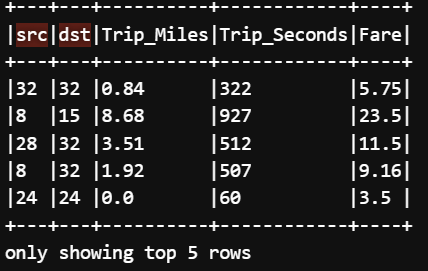 +---+---+----------+------------+----+
|src|dst|Trip_Miles|Trip_Seconds|Fare|
+---+---+----------+------------+----+
|32 |32 |0.84      |322         |5.75|
|8  |15 |8.68      |927         |23.5|
|28 |32 |3.51      |512         |11.5|
|8  |32 |1.92      |507         |9.16|
|24 |24 |0.0       |60          |3.5 |
+---+---+----------+------------+----+
only showing top 5 rows